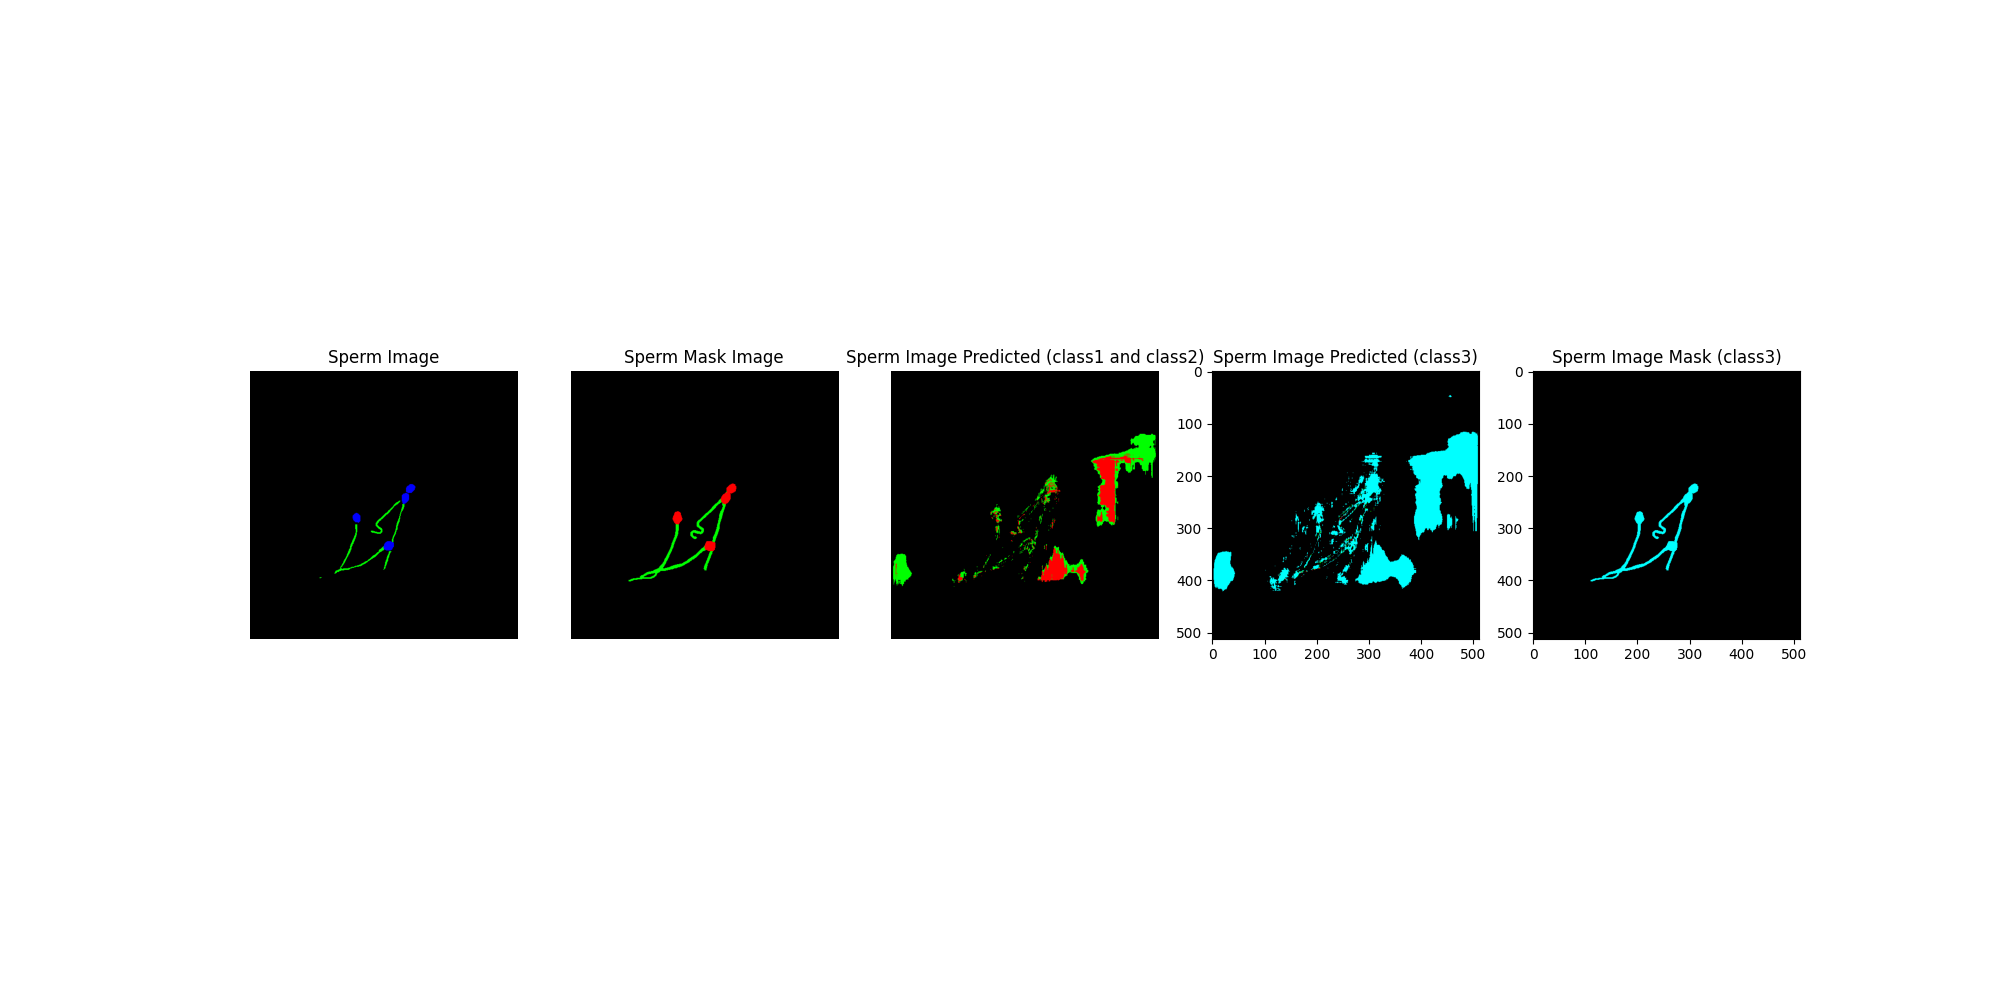 Sperm Image
Sperm Mask Image
Sperm Image Predicted (class1 and class2)
Sperm Image Predicted (class3)
Sperm Image Mask (class3)
0
100
200
300
400
500
0 100 200 300 400 500
0
100
200
300
400
500
0 100 200 300 400 500